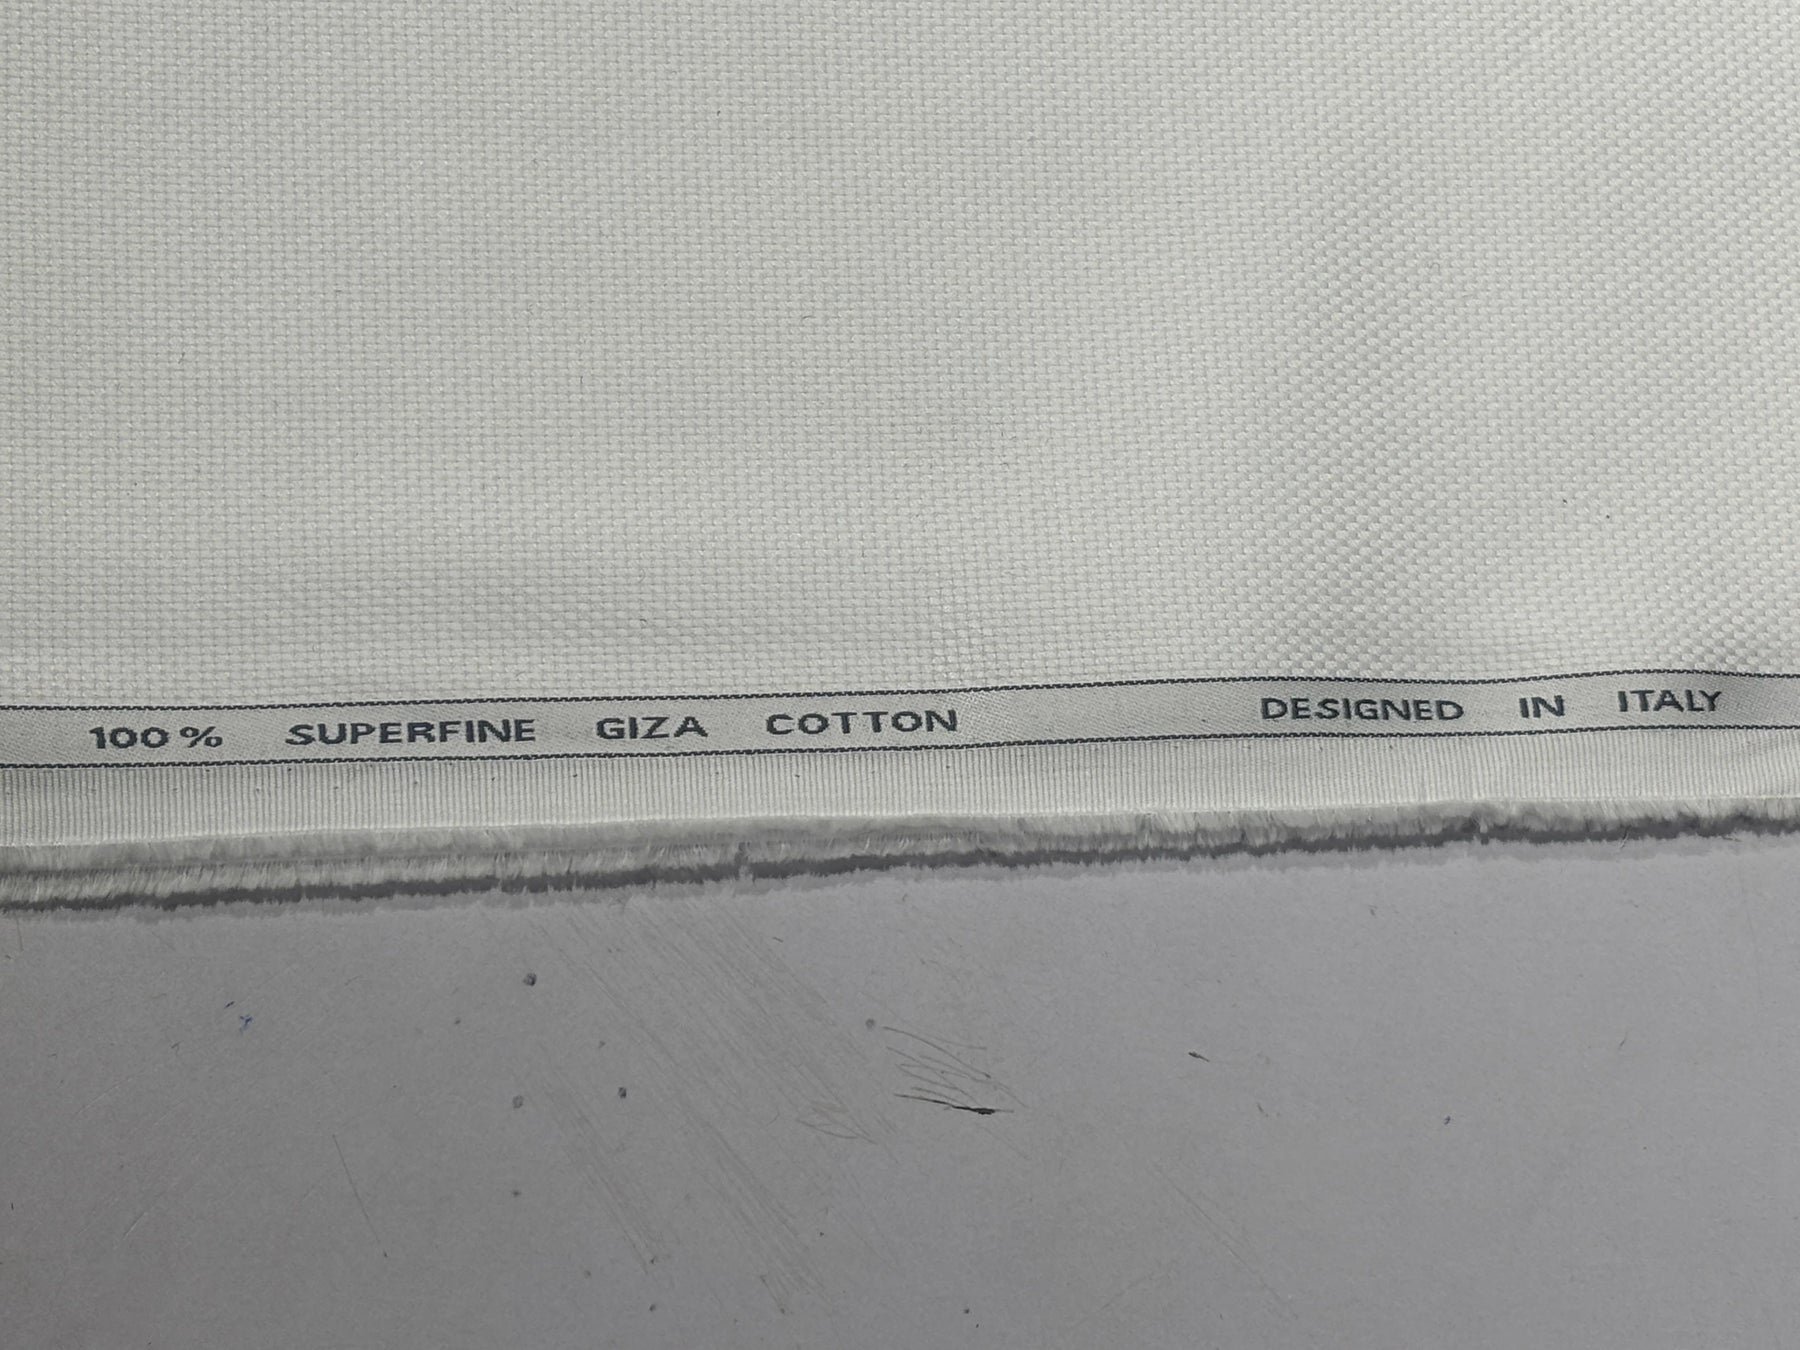 100% SUPERFINE GIZA COTTON DESIGNED IN ITALY